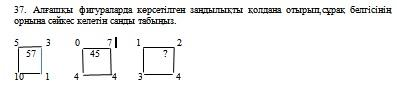 37. Алғашқы фигураларда көрсетілген заңдылықты қолдана отырып,сұрақ белгісінің
орнына сәйкес келетін санды табыңыз.
5 3 0 7 1 2
57 45 ?
10 1 4 4 3 4